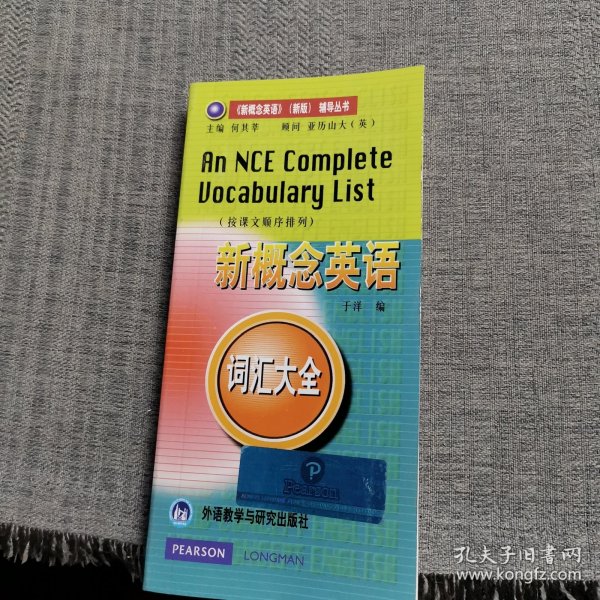 《新概念英语》(新版) 辅导丛书
主编 何其莘 顾问 亚历山大(英)
An NCE Complete
Vocabulary List
(按课文顺序排列)
新概念英语
于洋 编
词汇大全
P
Pearson
外语教学与研究出版社
PEARSON LONGMAN
孔夫子旧书网
www.kongfz.com